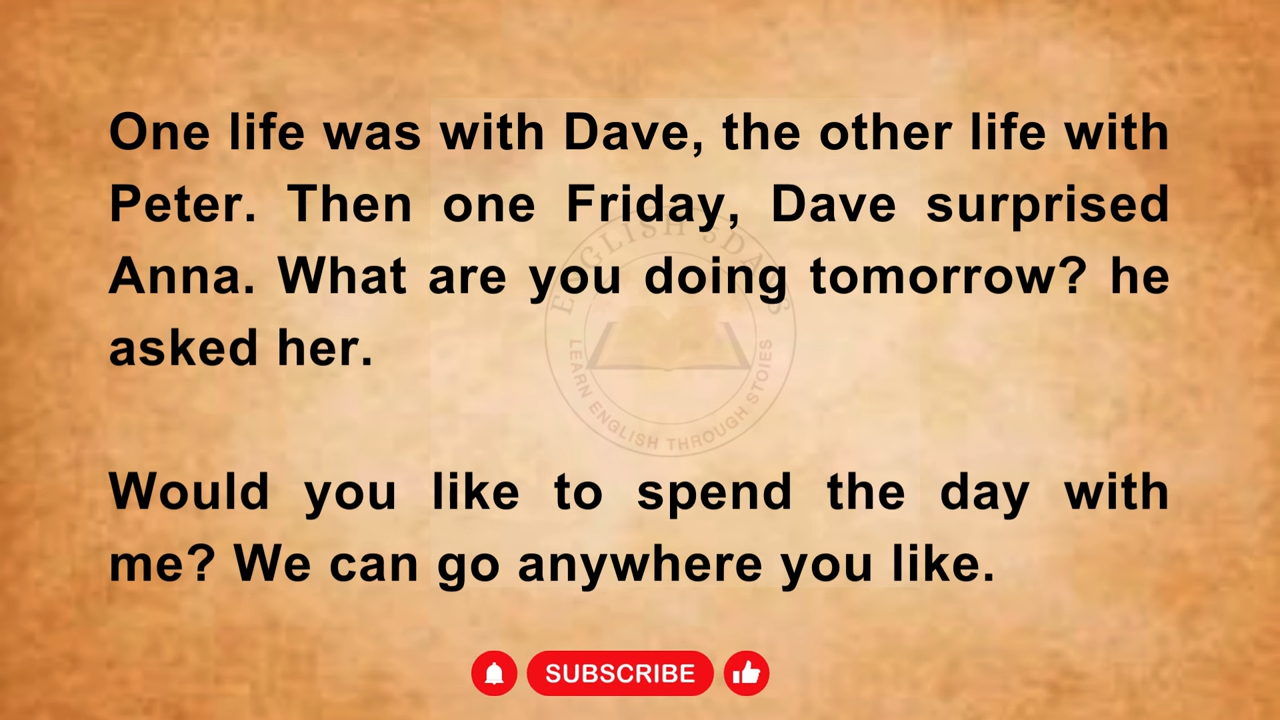 One life was with Dave, the other life with
Peter. Then one Friday, Dave surprised
Anna. What are you doing tomorrow? he
asked her.
Would you like to spend the day with
me? We can go anywhere you like.
ENGLISH 5DAYS
LEARN ENGLISH THROUGH STOIES
SUBSCRIBE